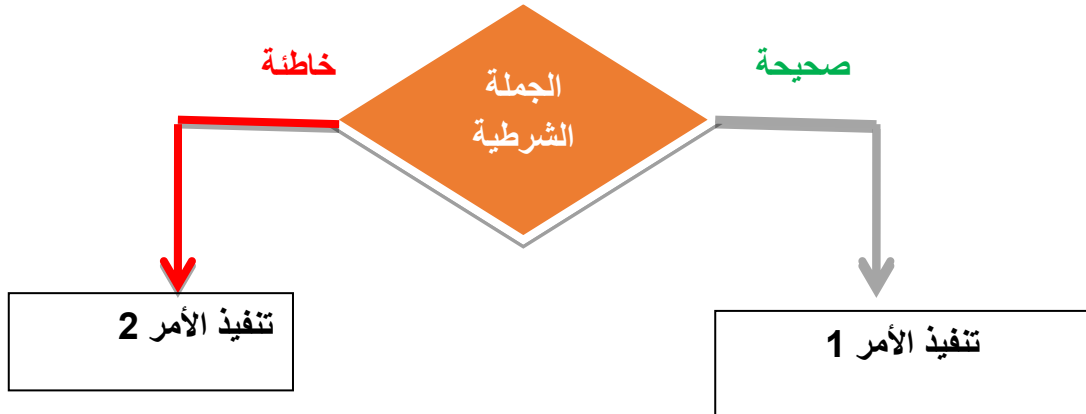 صحيحة
الجملة
الشرطية
خاطئة
تنفيذ الأمر 1
تنفيذ الأمر 2